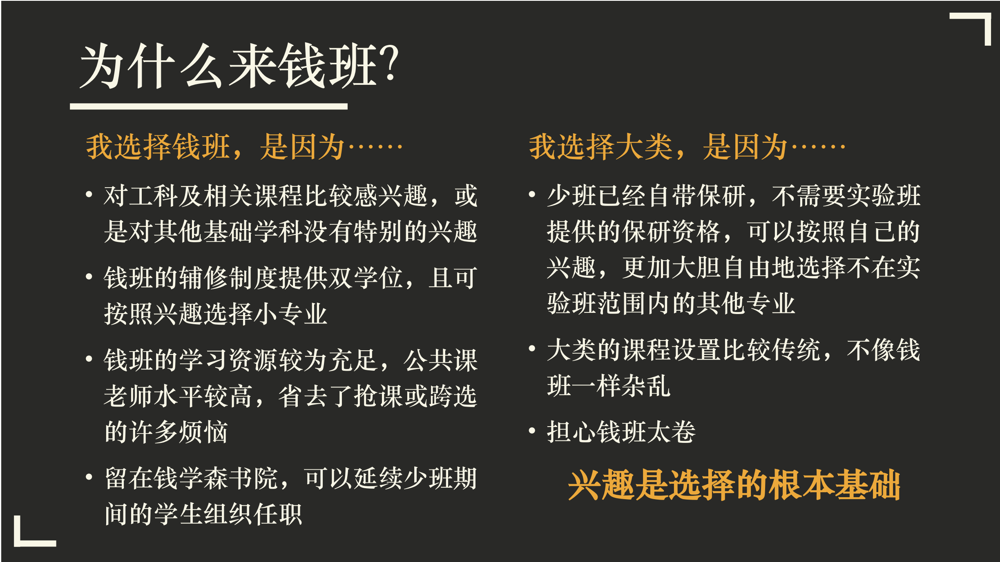 为什么来钱班？
我选择钱班，是因为······
• 对工科及相关课程比较感兴趣，或
是对其他基础学科没有特别的兴趣
• 钱班的辅修制度提供双学位，且可
按照兴趣选择小专业
• 钱班的学习资源较为充足，公共课
老师水平较高，省去了抢课或跨选
的许多烦恼
• 留在钱学森书院，可以延续少班期
间的学生组织任职
我选择大类，是因为······
• 少班已经自带保研，不需要实验班
提供的保研资格，可以按照自己的
兴趣，更加大胆自由地选择不在实
验班范围内的其他专业
• 大类的课程设置比较传统，不像钱
班一样杂乱
• 担心钱班太卷
兴趣是选择的根本基础